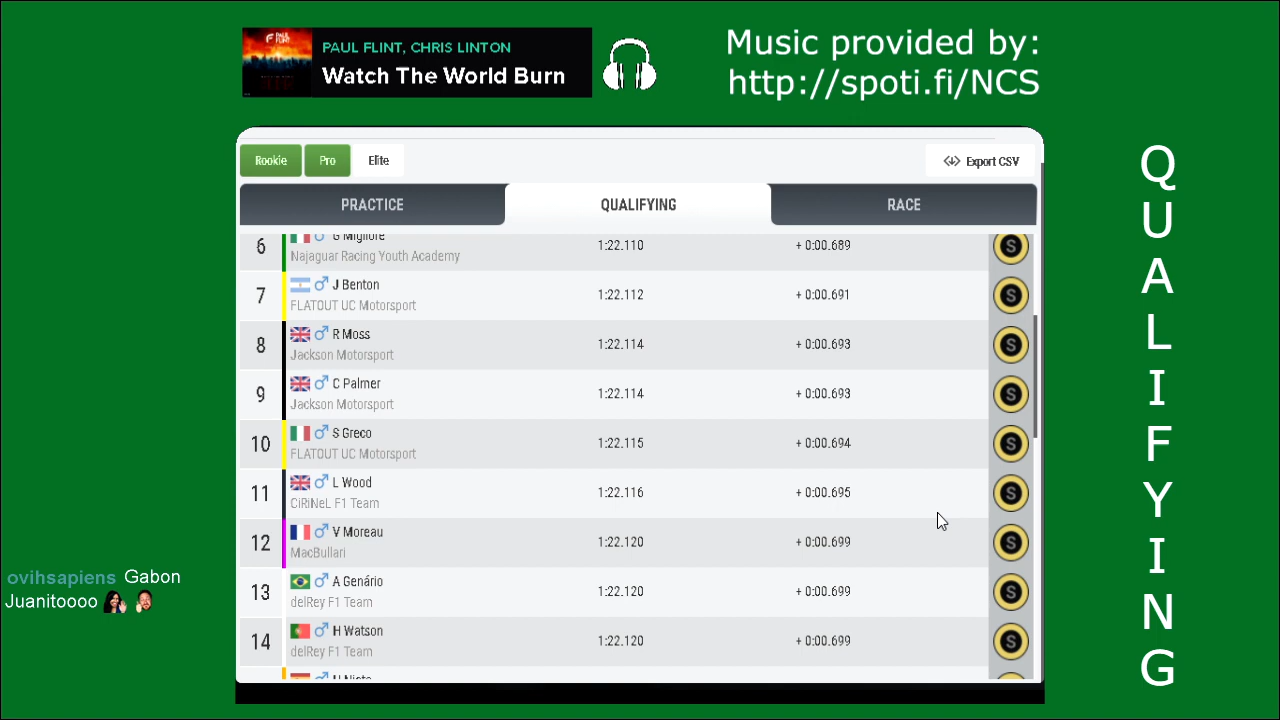 PAUL FLINT, CHRIS LINTON
Watch The World Burn
Music provided by:
http://spoti.fi/NCS
Rookie Pro Elite Export CSV
PRACTICE QUALIFYING RACE
6 G Migliore 1:22.110 + 0:00.689 S
Najaguar Racing Youth Academy
7 J Benton 1:22.112 + 0:00.691 S
FLATOUT UC Motorsport
8 R Moss 1:22.114 + 0:00.693 S
Jackson Motorsport
9 C Palmer 1:22.114 + 0:00.693 S
Jackson Motorsport
10 S Greco 1:22.115 + 0:00.694 S
FLATOUT UC Motorsport
11 L Wood 1:22.116 + 0:00.695 S
CiRiNeL F1 Team
12 V Moreau 1:22.120 + 0:00.699 S
MacBullari
13 A Genário 1:22.120 + 0:00.699 S
delRey F1 Team
14 H Watson 1:22.120 + 0:00.699 S
delRey F1 Team
QUALIFYING
ovihsapiens Gabon
Juanitoooo